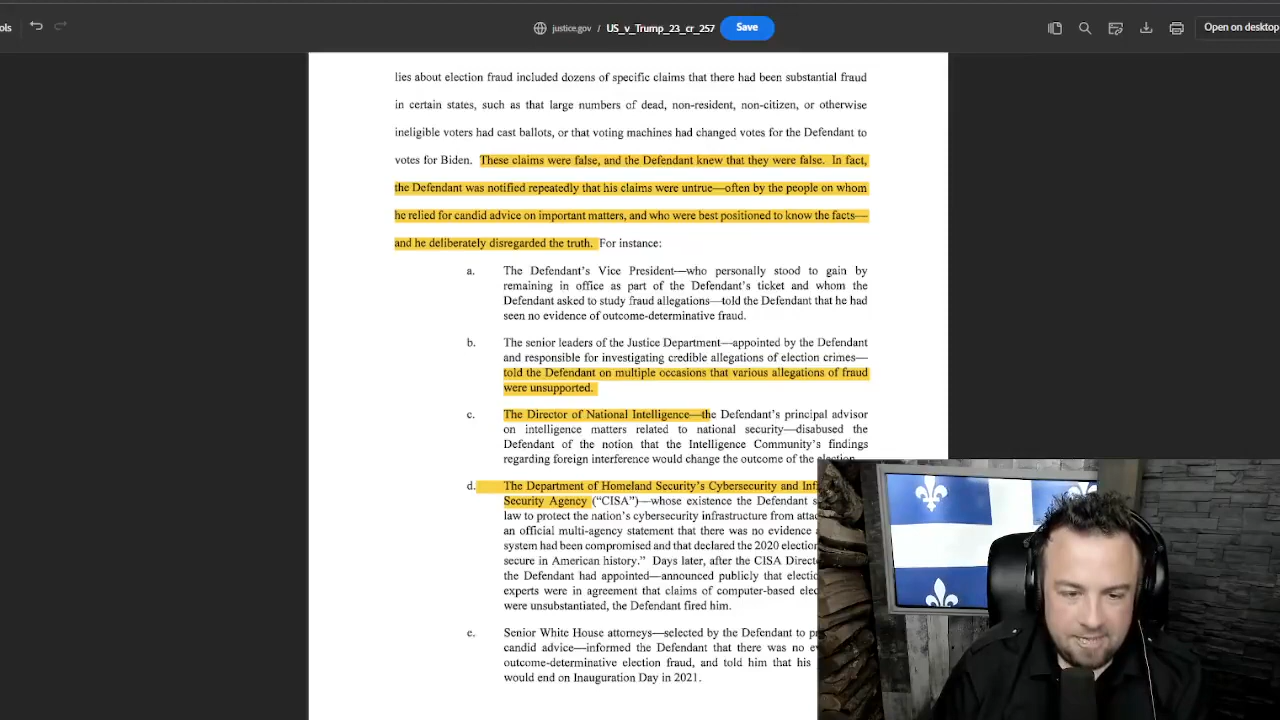 ols
justice.gov / US_v_Trump_23_cr_257 Save Open on desktop
lies about election fraud included dozens of specific claims that there had been substantial fraud
in certain states, such as that large numbers of dead, non-resident, non-citizen, or otherwise
ineligible voters had cast ballots, or that voting machines had changed votes for the Defendant to
votes for Biden. These claims were false, and the Defendant knew that they were false. In fact,
the Defendant was notified repeatedly that his claims were untrue—often by the people on whom
he relied for candid advice on important matters, and who were best positioned to know the facts—
and he deliberately disregarded the truth. For instance:
a. The Defendant's Vice President—who personally stood to gain by
remaining in office as part of the Defendant's ticket and whom the
Defendant asked to study fraud allegations—told the Defendant that he had
seen no evidence of outcome-determinative fraud.
b. The senior leaders of the Justice Department—appointed by the Defendant
and responsible for investigating credible allegations of election crimes—
told the Defendant on multiple occasions that various allegations of fraud
were unsupported.
c. The Director of National Intelligence—the Defendant's principal advisor
on intelligence matters related to national security—disabused the
Defendant of the notion that the Intelligence Community's findings
regarding foreign interference would change the outcome of the election.
d. The Department of Homeland Security's Cybersecurity and
Security Agency ("CISA")—whose existence the Defendant
law to protect the nation's cybersecurity infrastructure from
an official multi-agency statement that there was no evidence
system had been compromised and that declared the 2020 election
secure in American history." Days later, after the CISA
the Defendant had appointed—announced publicly that
experts were in agreement that claims of computer-based
were unsubstantiated, the Defendant fired him.
e. Senior White House attorneys—selected by the Defendant to
candid advice—informed the Defendant that there was no
outcome-determinative election fraud, and told him that his
would end on Inauguration Day in 2021.